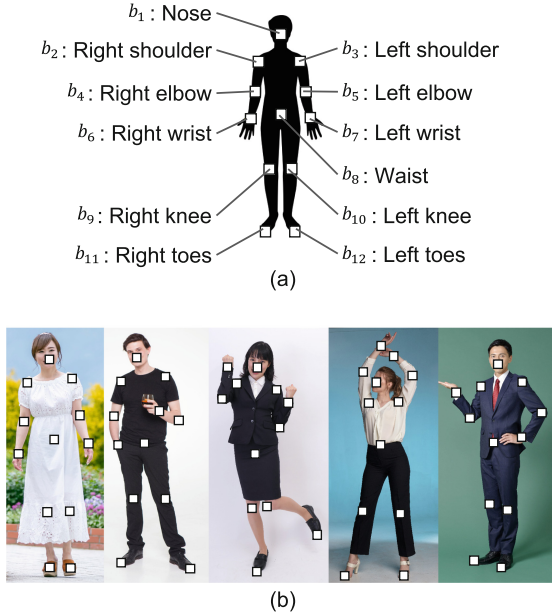 b₁ : Nose
b₂ : Right shoulder
b₃ : Left shoulder
b₄ : Right elbow
b₅ : Left elbow
b₆ : Right wrist
b₇ : Left wrist
b₈ : Waist
b₉ : Right knee
b₁₀ : Left knee
b₁₁ : Right toes
b₁₂ : Left toes
(a)
(b)